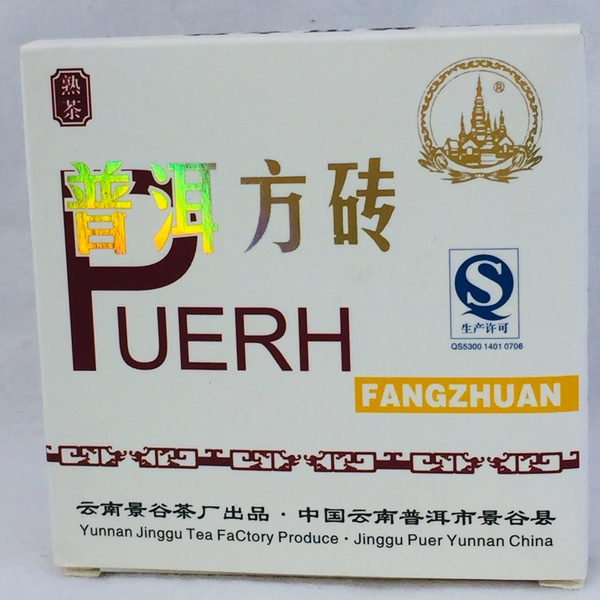 熟茶
®
普洱方砖
PUERH
生产许可
QS5300 1401 0706
FANGZHUAN
云南景谷茶厂出品·中国云南普洱市景谷县
Yunnan Jinggu Tea FaCtory Produce · Jinggu Puer Yunnan China